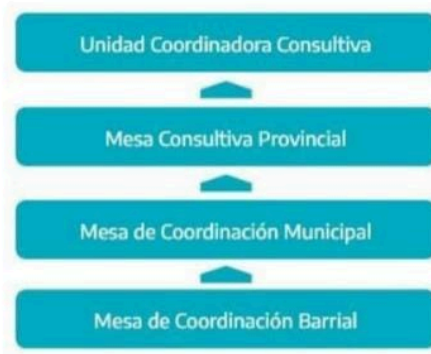 Unidad Coordinadora Consultiva
Mesa Consultiva Provincial
Mesa de Coordinación Municipal
Mesa de Coordinación Barrial